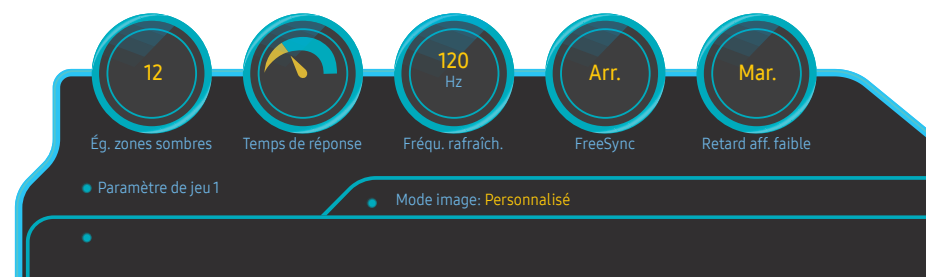 12
120
Hz
Arr.
Mar.
Ég. zones sombres
Temps de réponse
Fréqu. rafraîch.
FreeSync
Retard aff. faible
Paramètre de jeu 1
Mode image: Personnalisé